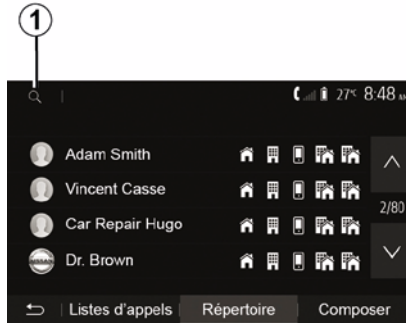 1
27°C 8:48
Adam Smith
Vincent Casse
2/80
Car Repair Hugo
Dr. Brown
Listes d'appels Répertoire Composer